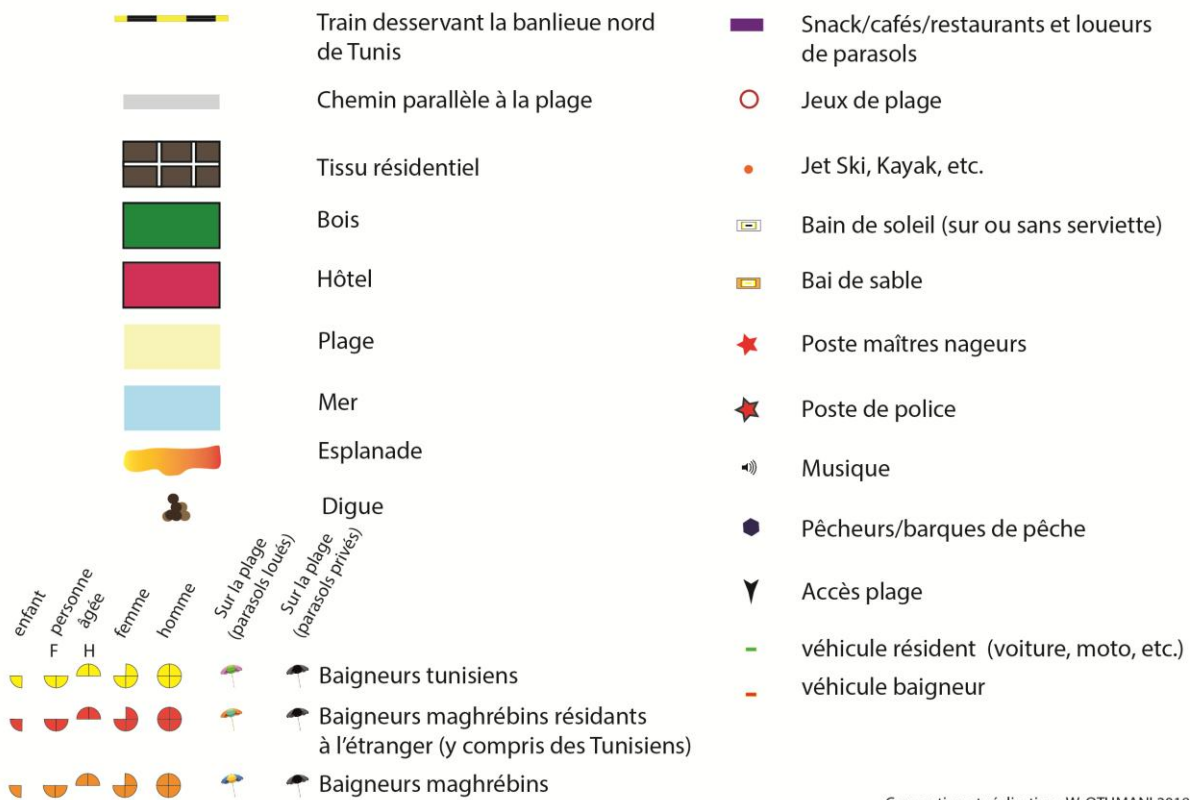 Train desservant la banlieue nord
de Tunis
Chemin parallèle à la plage
Tissu résidentiel
Bois
Hôtel
Plage
Mer
Esplanade
Digue
Snack/cafés/restaurants et loueurs
de parasols
Jeux de plage
Jet Ski, Kayak, etc.
Bain de soleil (sur ou sans serviette)
Bai de sable
Poste maîtres nageurs
Poste de police
Musique
Pêcheurs/barques de pêche
Accès plage
véhicule résident (voiture, moto, etc.)
véhicule baigneur
enfant
personne
âgée
F H
femme
homme
Sur la plage
(parasols loués)
Sur la plage
(parasols privés)
Baigneurs tunisiens
Baigneurs maghrébins résidants
à l'étranger (y compris des Tunisiens)
Baigneurs maghrébins